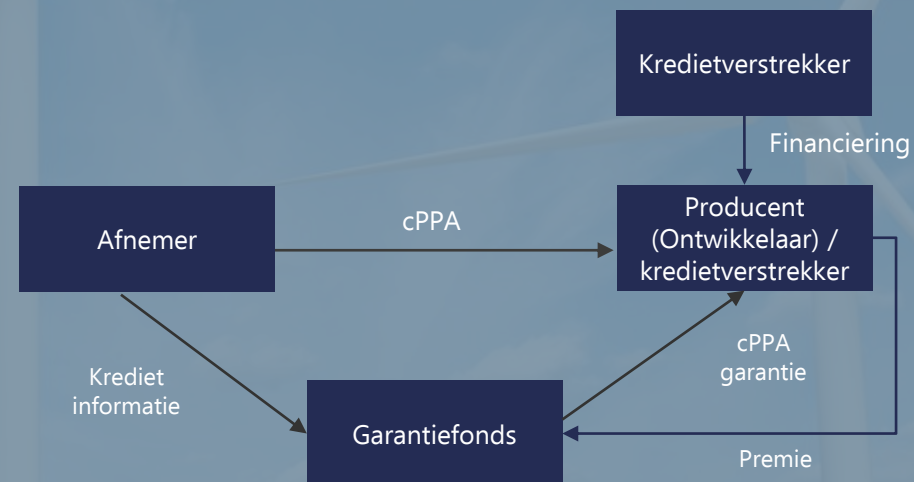 Kredietverstrekker
Financiering
Afnemer
cPPA
Producent
(Ontwikkelaar) /
kredietverstrekker
Krediet
informatie
cPPA
garantie
Garantiefonds
Premie